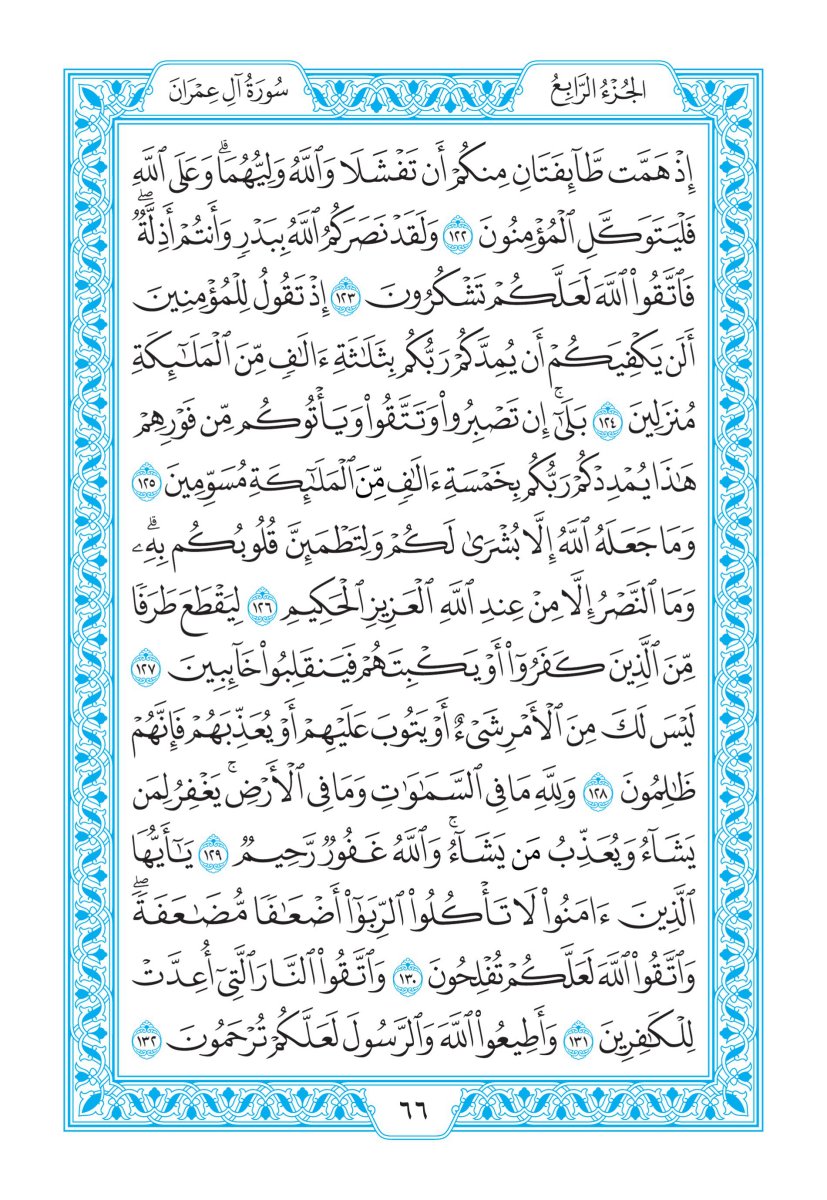 الجُزْءُ الرَّابِعُ
سُورَةُ آلِ عِمْرَانَ
إِذْ هَمَّت طَّآئِفَتَانِ مِنكُمْ أَن تَفْشَلَا وَٱللَّهُ وَلِيُّهُمَاۗ وَعَلَى ٱللَّهِ
فَلْيَتَوَكَّلِ ٱلْمُؤْمِنُونَ ١٢٢ وَلَقَدْ نَصَرَكُمُ ٱللَّهُ بِبَدْرٍ وَأَنتُمْ أَذِلَّةٌۖ
فَٱتَّقُوا۟ ٱللَّهَ لَعَلَّكُمْ تَشْكُرُونَ ١٢٣ إِذْ تَقُولُ لِلْمُؤْمِنِينَ
أَلَن يَكْفِيَكُمْ أَن يُمِدَّكُمْ رَبُّكُم بِثَلَٰثَةِ ءَالَٰفٍ مِّنَ ٱلْمَلَٰٓئِكَةِ
مُنزَلِينَ ١٢٤ بَلَىٰٓۚ إِن تَصْبِرُوا۟ وَتَتَّقُوا۟ وَيَأْتُوكُم مِّن فَوْرِهِمْ
هَٰذَا يُمْدِدْكُمْ رَبُّكُم بِخَمْسَةِ ءَالَٰفٍ مِّنَ ٱلْمَلَٰٓئِكَةِ مُسَوِّمِينَ ١٢٥
وَمَا جَعَلَهُ ٱللَّهُ إِلَّا بُشْرَىٰ لَكُمْ وَلِتَطْمَئِنَّ قُلُوبُكُم بِهِۦۗ
وَمَا ٱلنَّصْرُ إِلَّا مِنْ عِندِ ٱللَّهِ ٱلْعَزِيزِ ٱلْحَكِيمِ ١٢٦ لِيَقْطَعَ طَرَفًا
مِّنَ ٱلَّذِينَ كَفَرُوٓا۟ أَوْ يَكْبِتَهُمْ فَيَنقَلِبُوا۟ خَآئِبِينَ ١٢٧
لَيْسَ لَكَ مِنَ ٱلْأَمْرِ شَىْءٌ أَوْ يَتُوبَ عَلَيْهِمْ أَوْ يُعَذِّبَهُمْ فَإِنَّهُمْ
ظَٰلِمُونَ ١٢٨ وَلِلَّهِ مَا فِى ٱلسَّمَٰوَٰتِ وَمَا فِى ٱلْأَرْضِۚ يَغْفِرُ لِمَن
يَشَآءُ وَيُعَذِّبُ مَن يَشَآءُۚ وَٱللَّهُ غَفُورٌ رَّحِيمٌ ١٢٩ يَٰٓأَيُّهَا
ٱلَّذِينَ ءَامَنُوا۟ لَا تَأْكُلُوا۟ ٱلرِّبَوٰٓا۟ أَضْعَٰفًا مُّضَٰعَفَةًۖ
وَٱتَّقُوا۟ ٱللَّهَ لَعَلَّكُمْ تُفْلِحُونَ ١٣٠ وَٱتَّقُوا۟ ٱلنَّارَ ٱلَّتِىٓ أُعِدَّتْ
لِلْكَٰفِرِينَ ١٣١ وَأَطِيعُوا۟ ٱللَّهَ وَٱلرَّسُولَ لَعَلَّكُمْ تُرْحَمُونَ ١٣٢
٦٦